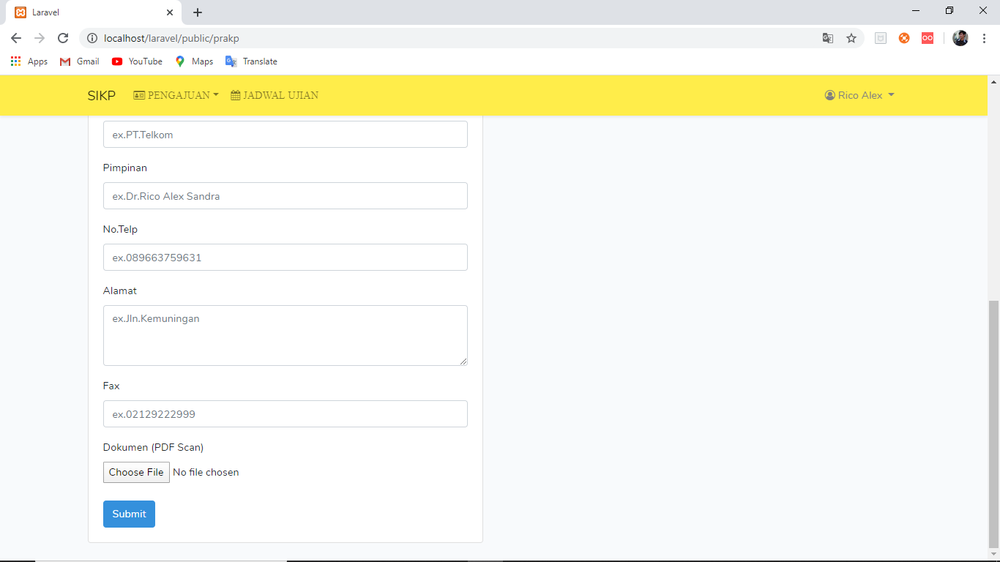 Laravel
localhost/laravel/public/prakp
Apps Gmail YouTube Maps Translate
SIKP PENGAJUAN JADWAL UJIAN Rico Alex
ex.PT.Telkom
Pimpinan
ex.Dr.Rico Alex Sandra
No.Telp
ex.089663759631
Alamat
ex.Jln.Kemuningan
Fax
ex.02129222999
Dokumen (PDF Scan)
Choose File No file chosen
Submit